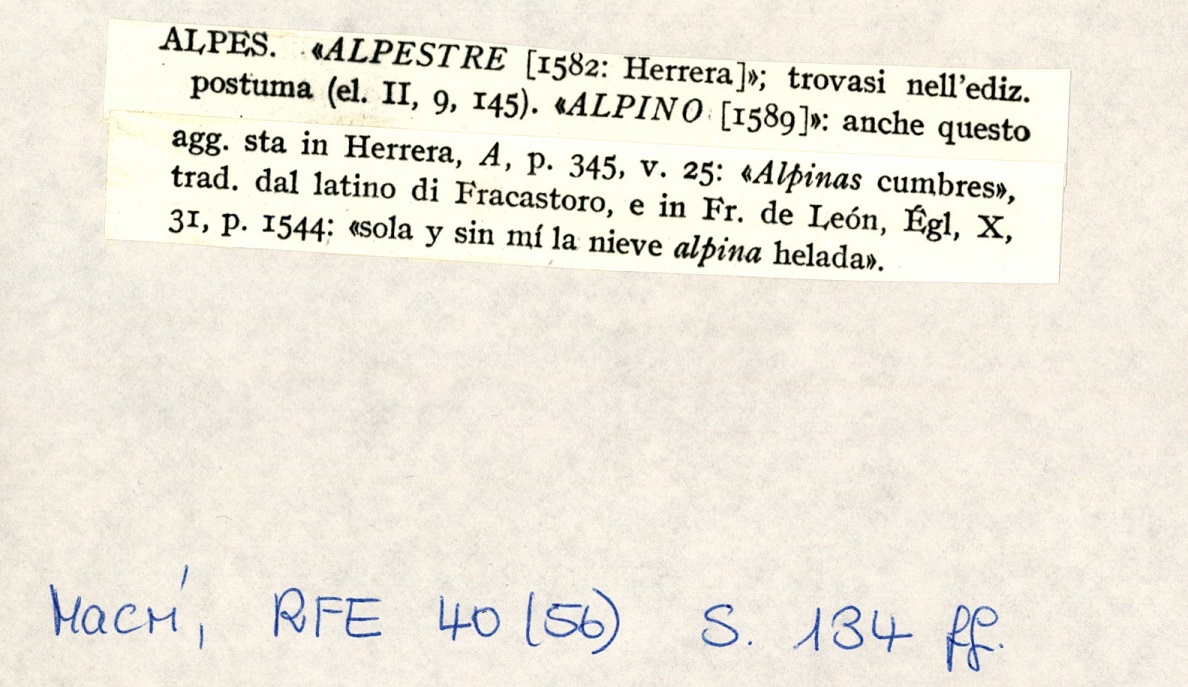 ALPES. «ALPESTRE [1582: Herrera]»; trovasi nell'ediz.
postuma (el. II, 9, 145). «ALPINO [1589]»: anche questo
agg. sta in Herrera, A, p. 345, v. 25: «Alpinas cumbres»,
trad. dal latino di Fracastoro, e in Fr. de León, Égl, X,
31, p. 1544: «sola y sin mí la nieve alpina helada».
Macrí, RFE 40 (56) S. 134 ff.